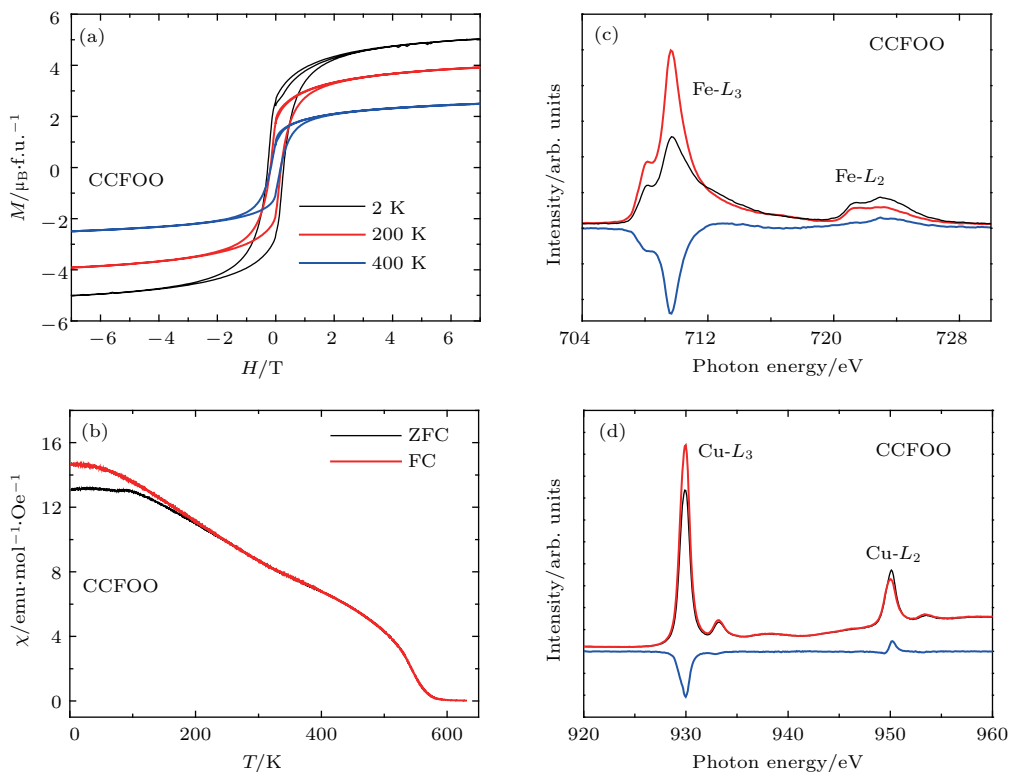 (a)
M/μB·f.u.⁻¹
4
2
0
−2
−4
−6
CCFOO
2 K
200 K
400 K
−6
−4
−2
0
2
4
6
H/T
(c)
CCFOO
Fe-L₃
Fe-L₂
Intensity/arb. units
704
712
720
728
Photon energy/eV
(b)
ZFC
FC
16
12
8
4
0
χ/emu·mol⁻¹·Oe⁻¹
CCFOO
0
200
400
600
T/K
(d)
Cu-L₃
CCFOO
Cu-L₂
Intensity/arb. units
920
930
940
950
960
Photon energy/eV